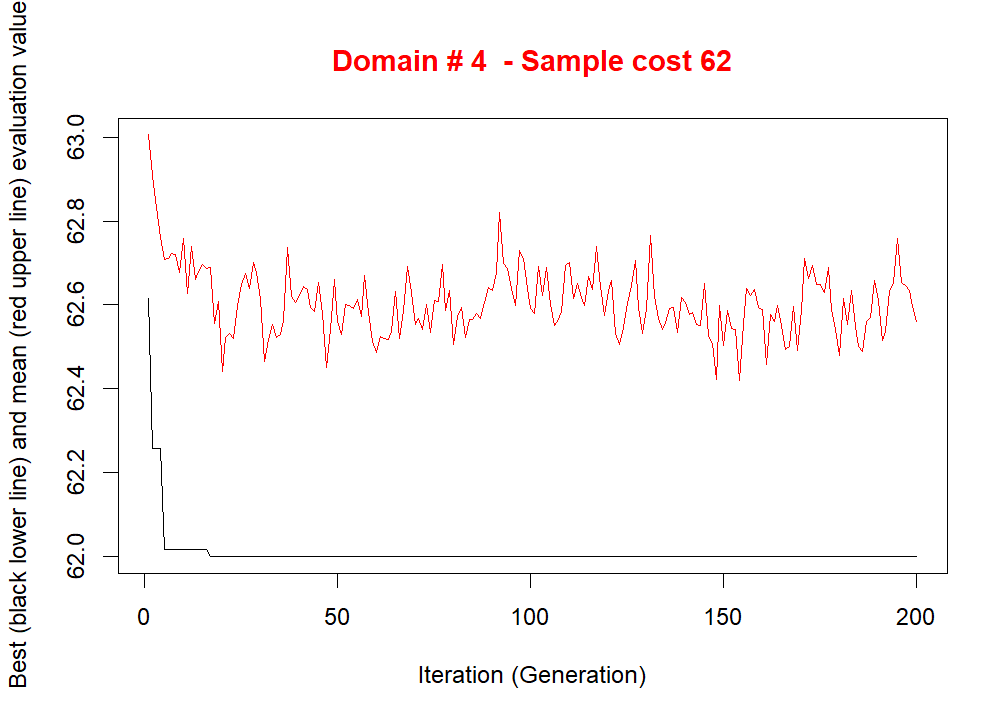 Domain # 4  - Sample cost 62
Best (black lower line) and mean (red upper line) evaluation value
63.0
62.8
62.6
62.4
62.2
62.0
0 50 100 150 200
Iteration (Generation)